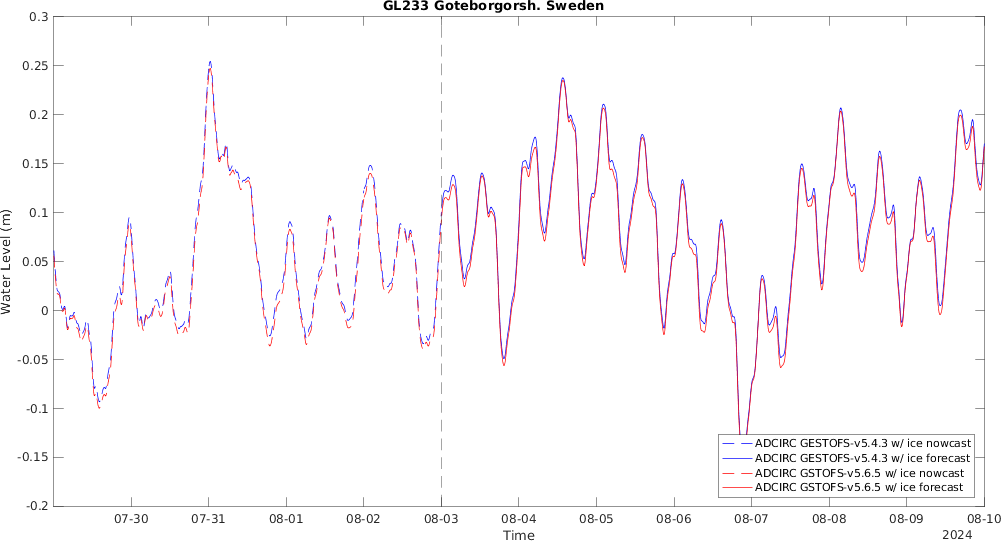 GL233 Goteborgorsh. Sweden
0.3
0.25
0.2
0.15
0.1
0.05
0
-0.05
-0.1
-0.15
-0.2
Water Level (m)
ADCIRC GESTOFS-v5.4.3 w/ ice nowcast
ADCIRC GESTOFS-v5.4.3 w/ ice forecast
ADCIRC GSTOFS-v5.6.5 w/ ice nowcast
ADCIRC GSTOFS-v5.6.5 w/ ice forecast
07-30 07-31 08-01 08-02 08-03 08-04 08-05 08-06 08-07 08-08 08-09 08-10
Time
2024